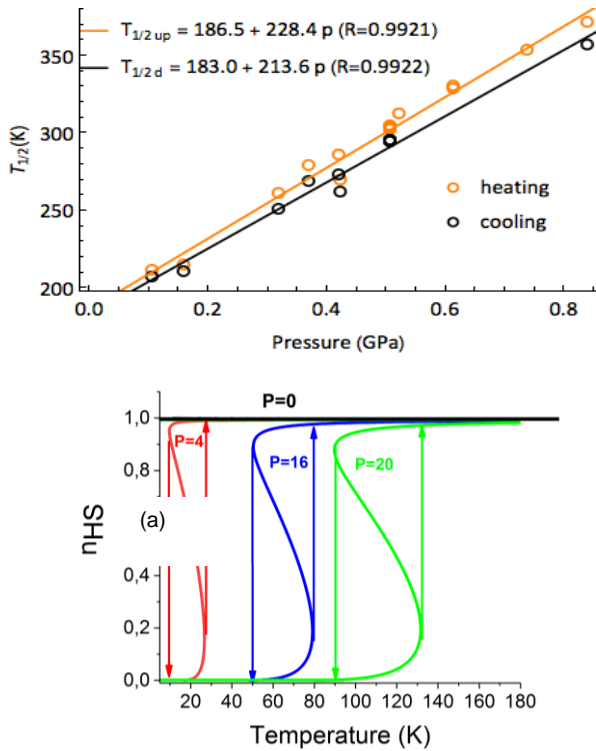 T1/2 up = 186.5 + 228.4 p (R=0.9921)
T1/2 d = 183.0 + 213.6 p (R=0.9922)
350
300
250
200
T1/2(K)
heating
cooling
0.0 0.2 0.4 0.6 0.8
Pressure (GPa)
P=0
1,0
P=4 P=16 P=20
0,8
(a)
nHS
0,4
0,2
0,0
20 40 60 80 100 120 140 160 180
Temperature (K)